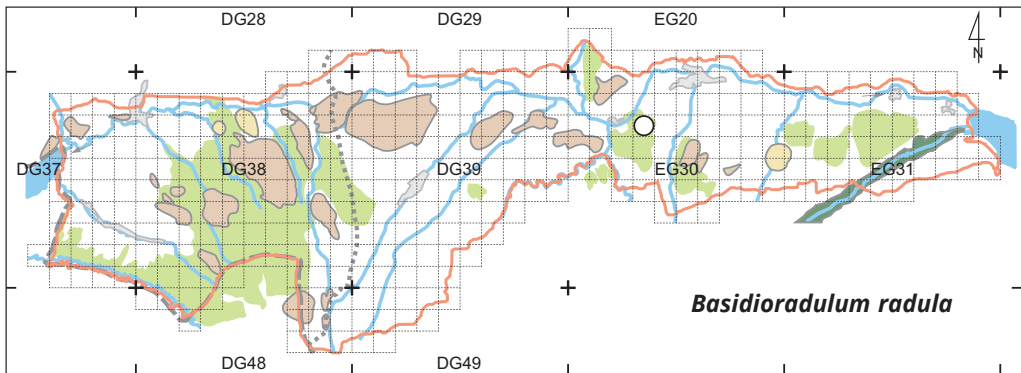 DG28 DG29 EG20
N
DG37 DG38 DG39 EG30 EG31
Basidioradulum radula
DG48 DG49